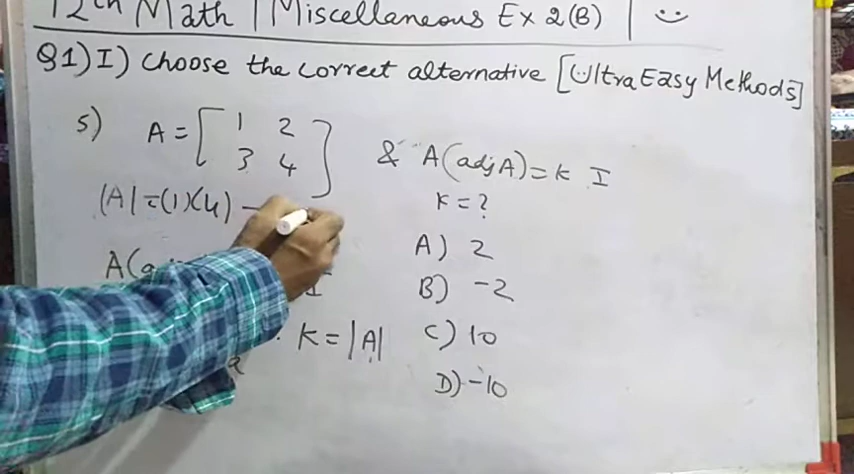 12th Math | Miscellaneous Ex 2(B) | :)
Q1) I) Choose the correct alternative [Ultra Easy Methods]
5) A = [ 1 2
3 4 ]
& A(adj A) = K I
K = ?
|A| = (1)(4) -
A(a
I
K = |A|
A) 2
B) -2
C) 10
D) -10